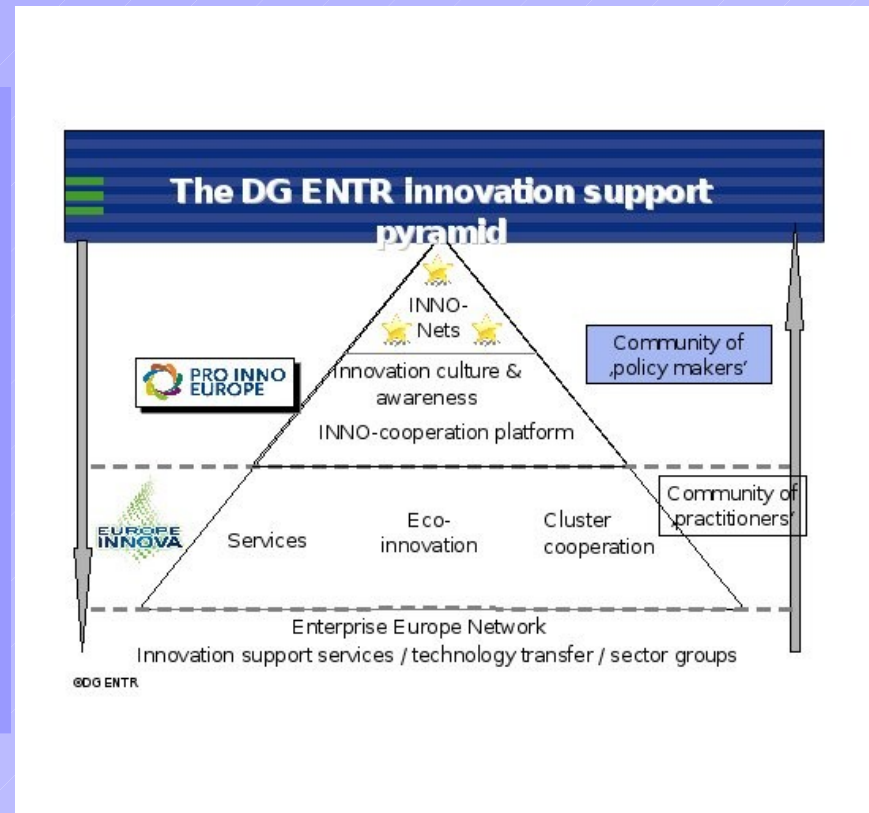 The DG ENTR innovation support
pyramid
INNO-
Nets
PRO INNO
EUROPE
Community of
‚policy makers’
Innovation culture &
awareness
INNO-cooperation platform
EUROPE
INNOVA
Services
Eco-
innovation
Cluster
cooperation
Community of
‚practitioners’
Enterprise Europe Network
Innovation support services / technology transfer / sector groups
©DG ENTR